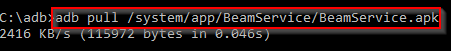 C:\adb>adb pull /system/app/BeamService/BeamService.apk
2416 KB/s (115972 bytes in 0.046s)